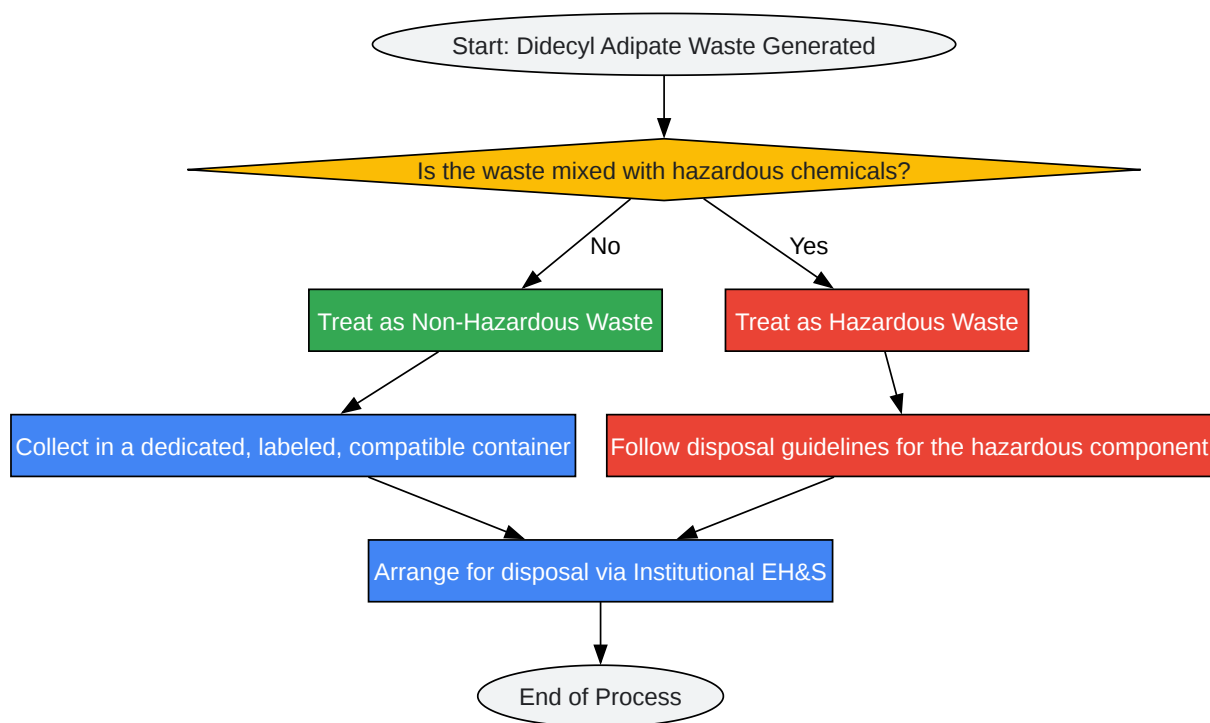 Start: Didecyl Adipate Waste Generated
Is the waste mixed with hazardous chemicals?
No
Yes
Treat as Non-Hazardous Waste
Treat as Hazardous Waste
Collect in a dedicated, labeled, compatible container
Follow disposal guidelines for the hazardous component
Arrange for disposal via Institutional EH&S
End of Process